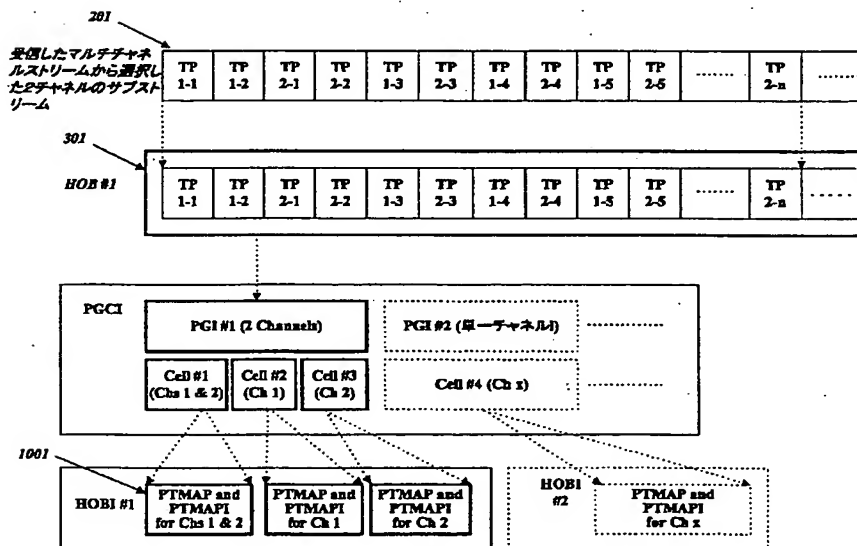 201
受信したマルチチャネ
ルストリームから選択し
た2チャネルのサブスト
リーム
TP 1-1 TP 1-2 TP 2-1 TP 2-2 TP 1-3 TP 2-3 TP 1-4 TP 2-4 TP 1-5 TP 2-5 ........ TP 2-n ........
301
HOB #1
TP 1-1 TP 1-2 TP 2-1 TP 2-2 TP 1-3 TP 2-3 TP 1-4 TP 2-4 TP 1-5 TP 2-5 ........ TP 2-n ........
PGCI
PGI #1 (2 Channels)
PGI #2 (単一チャネル)
Cell #1
(Chs 1 & 2)
Cell #2
(Ch 1)
Cell #3
(Ch 2)
Cell #4 (Ch x)
1001
HOBI #1
PTMAP and
PTMAPI
for Chs 1 & 2
PTMAP and
PTMAPI
for Ch 1
PTMAP and
PTMAPI
for Ch 2
HOBI
#2
PTMAP and
PTMAPI
for Ch x